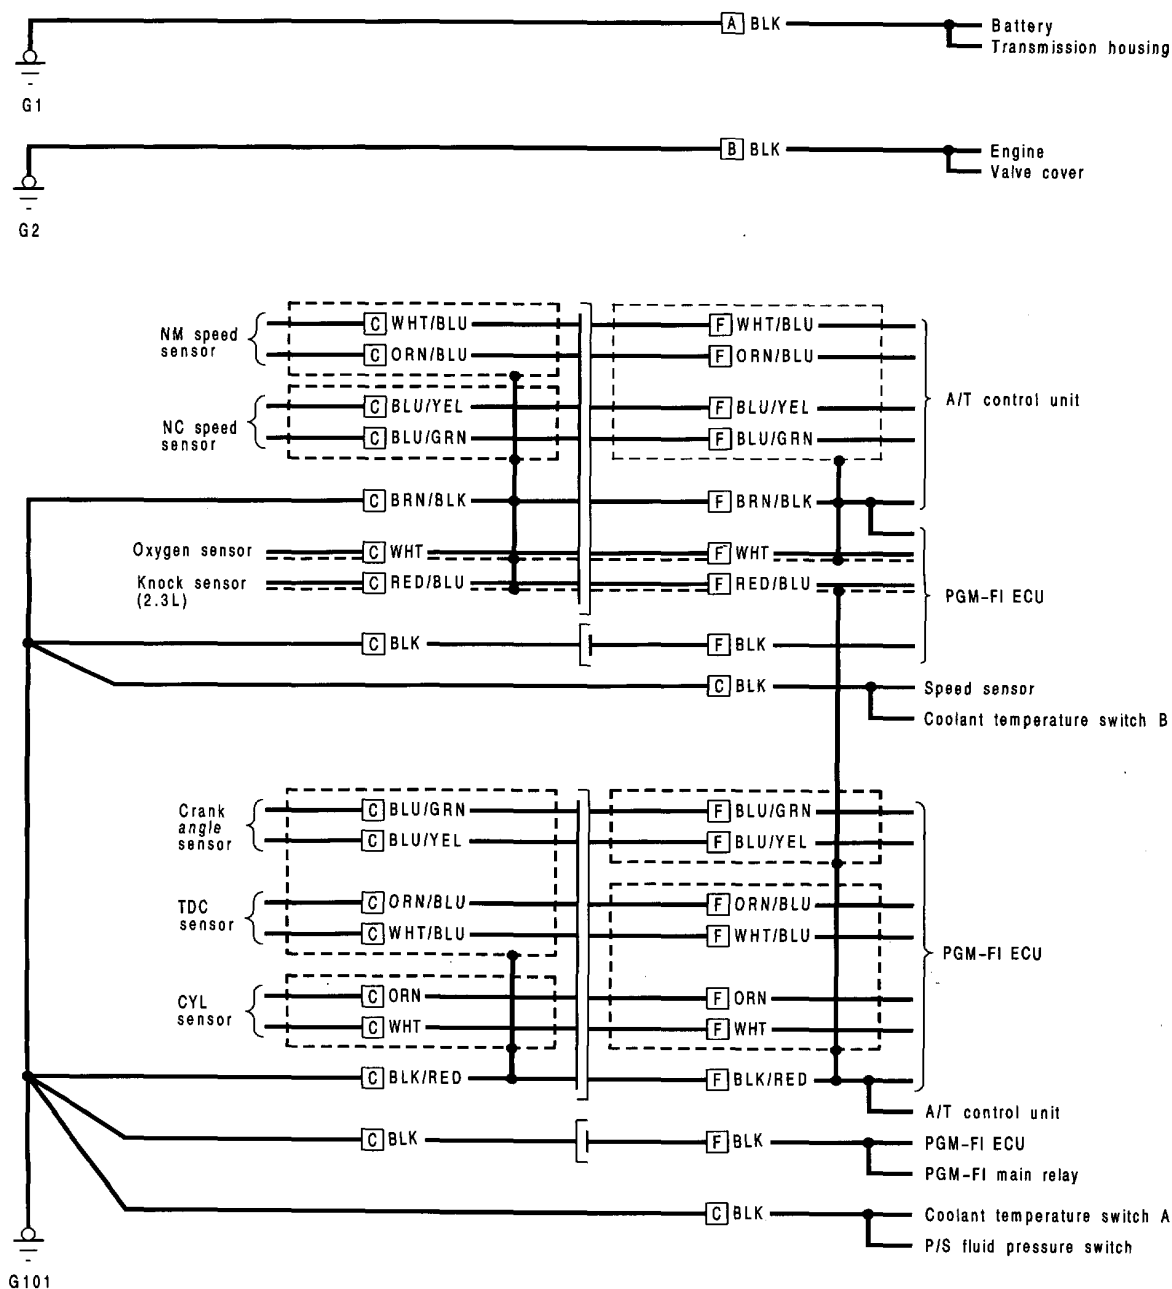 A BLK Battery
Transmission housing
G1
B BLK Engine
Valve cover
G2
NM speed sensor
C WHT/BLU F WHT/BLU
C ORN/BLU F ORN/BLU
NC speed sensor
C BLU/YEL F BLU/YEL
C BLU/GRN F BLU/GRN
A/T control unit
C BRN/BLK F BRN/BLK
Oxygen sensor C WHT F WHT
Knock sensor (2.3L) C RED/BLU F RED/BLU
PGM-FI ECU
C BLK F BLK
C BLK Speed sensor
Coolant temperature switch B
Crank angle sensor
C BLU/GRN F BLU/GRN
C BLU/YEL F BLU/YEL
TDC sensor
C ORN/BLU F ORN/BLU
C WHT/BLU F WHT/BLU
PGM-FI ECU
CYL sensor
C ORN F ORN
C WHT F WHT
C BLK/RED F BLK/RED
A/T control unit
C BLK F BLK PGM-FI ECU
PGM-FI main relay
C BLK Coolant temperature switch A
P/S fluid pressure switch
G101